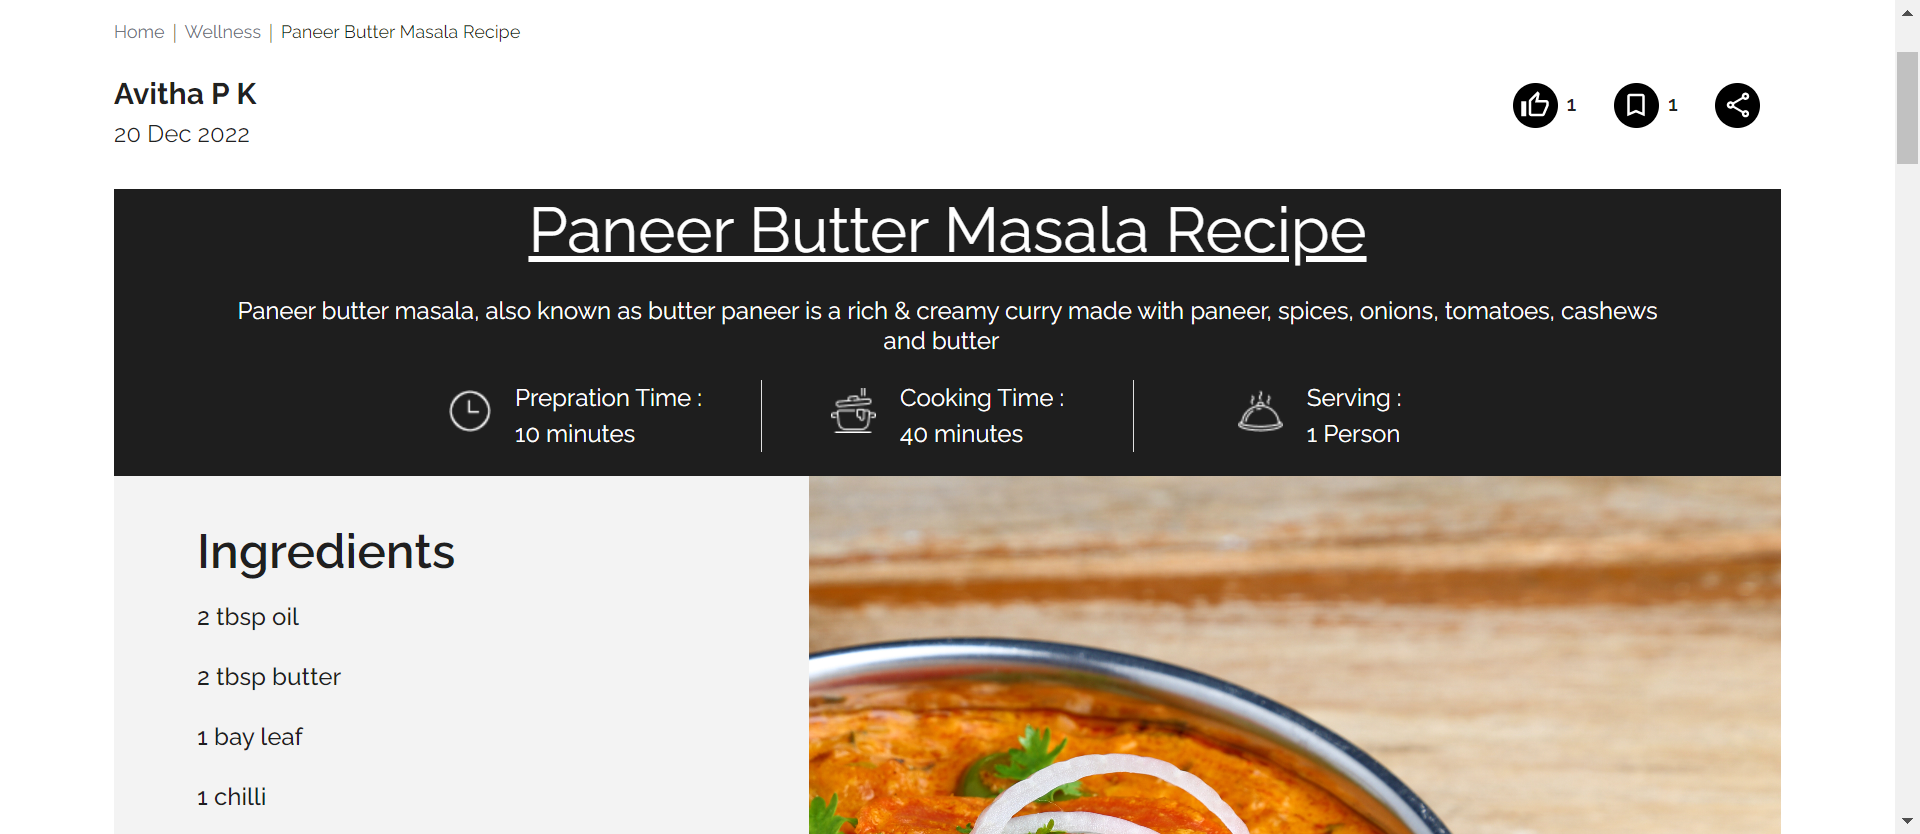 Home | Wellness | Paneer Butter Masala Recipe
Avitha P K
20 Dec 2022
1
1
Paneer Butter Masala Recipe
Paneer butter masala, also known as butter paneer is a rich & creamy curry made with paneer, spices, onions, tomatoes, cashews
and butter
Prepration Time :
10 minutes
Cooking Time :
40 minutes
Serving :
1 Person
Ingredients
2 tbsp oil
2 tbsp butter
1 bay leaf
1 chilli